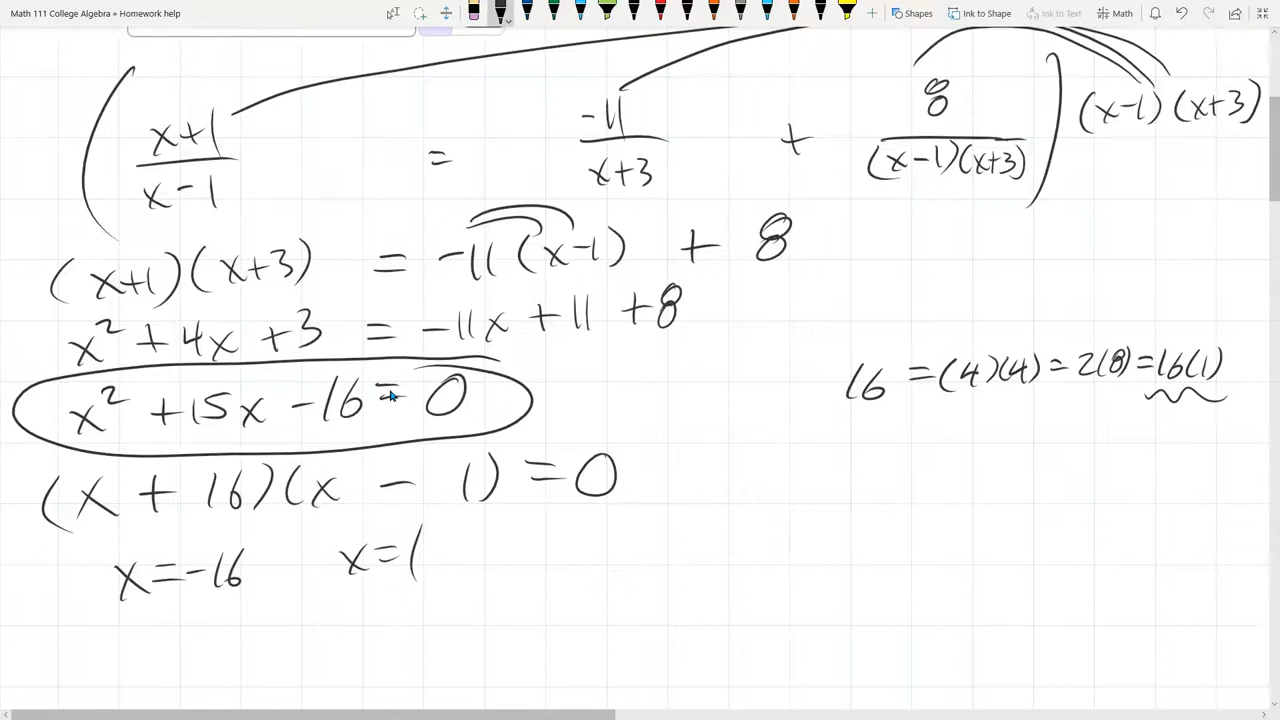 Math 111 College Algebra » Homework help
Shapes Ink to Shape Ink to Text Math
( x+1 / x-1 = -11 / x+3 + 8 / (x-1)(x+3) ) (x-1)(x+3)
(x+1)(x+3) = -11(x-1) + 8
x² + 4x + 3 = -11x + 11 + 8
x² + 15x - 16 = 0
16 = (4)(4) = 2(8) = 16(1)
(x + 16)(x - 1) = 0
x = -16 x = 1